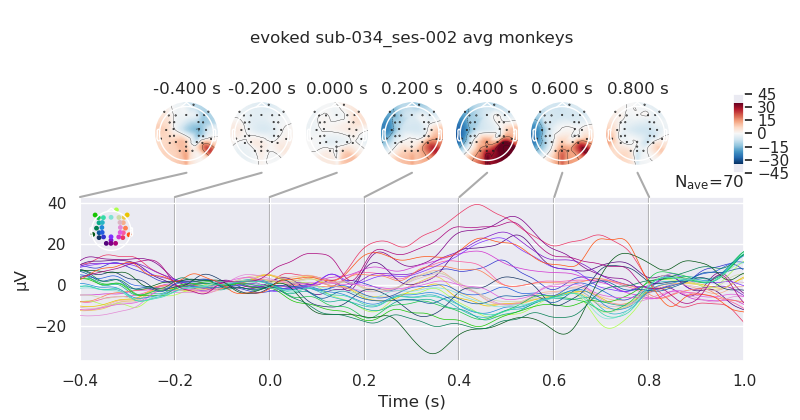 evoked sub-034_ses-002 avg monkeys
-0.400 s -0.200 s 0.000 s 0.200 s 0.400 s 0.600 s 0.800 s
45
30
15
0
−15
−30
−45
Nave=70
40
20
0
−20
µV
−0.4 −0.2 0.0 0.2 0.4 0.6 0.8 1.0
Time (s)